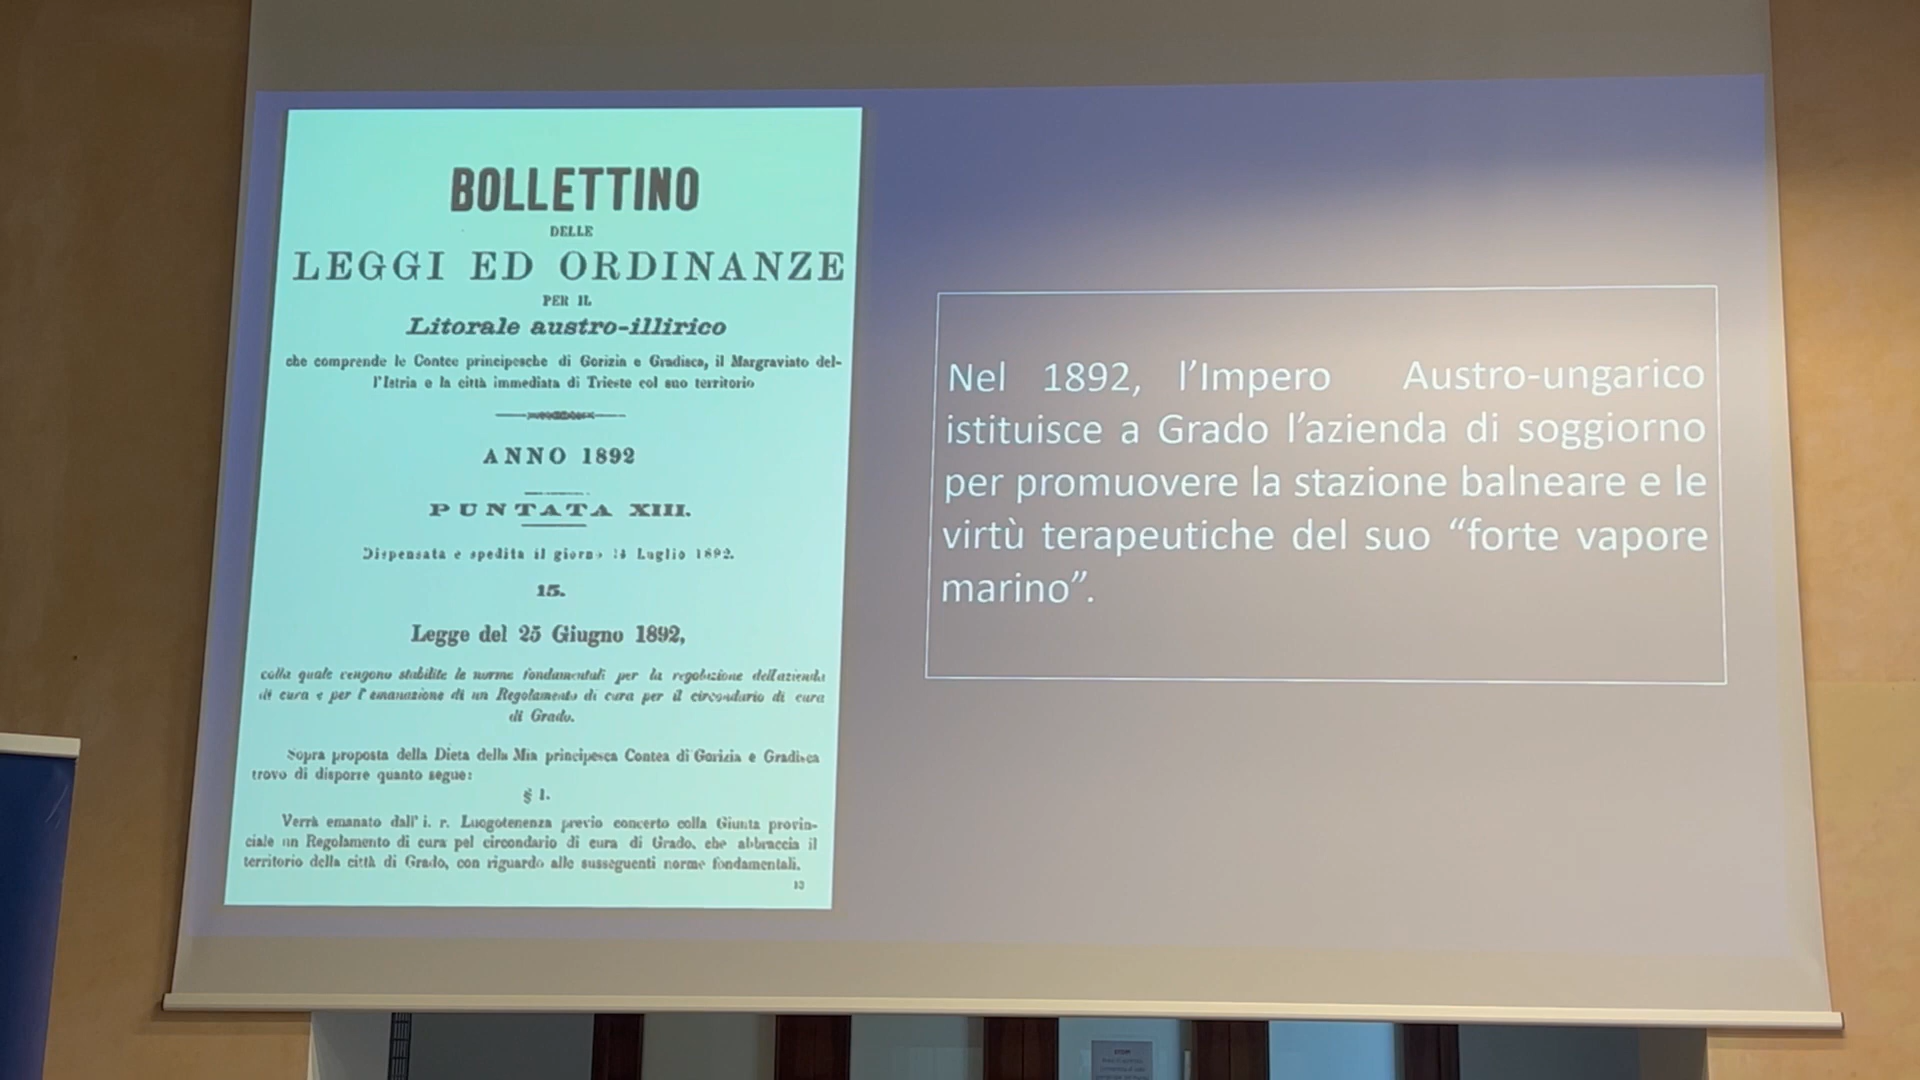 BOLLETTINO
DELLE
LEGGI ED ORDINANZE
PER IL
Litorale austro-illirico
che comprende le Contee principesche di Gorizia e Gradisca, il Margraviato del-
l'Istria e la città immediata di Trieste col suo territorio
ANNO 1892
PUNTATA XIII.
Dispensata e spedita il giorno Luglio 1892.
15.
Legge del 25 Giugno 1892,
colla quale vengono stabilite le norme fondamentali per la regolazione dell'azienda
di cura e per l'emanazione di un Regolamento di cura per il circondario di cura
di Grado.
Sopra proposta della Dieta della Mia principesca Contea di Gorizia e Gradisca
trovo di disporre quanto segue:
§ 1.
Verrà emanato dall' i. r. Luogotenenza previo concerto colla Giunta provin-
ciale un Regolamento di cura pel circondario di cura di Grado, che abbraccia il
territorio della città di Grado, con riguardo alle susseguenti norme fondamentali.
13
Nel 1892, l'Impero Austro-ungarico
istituisce a Grado l'azienda di soggiorno
per promuovere la stazione balneare e le
virtù terapeutiche del suo “forte vapore
marino”.